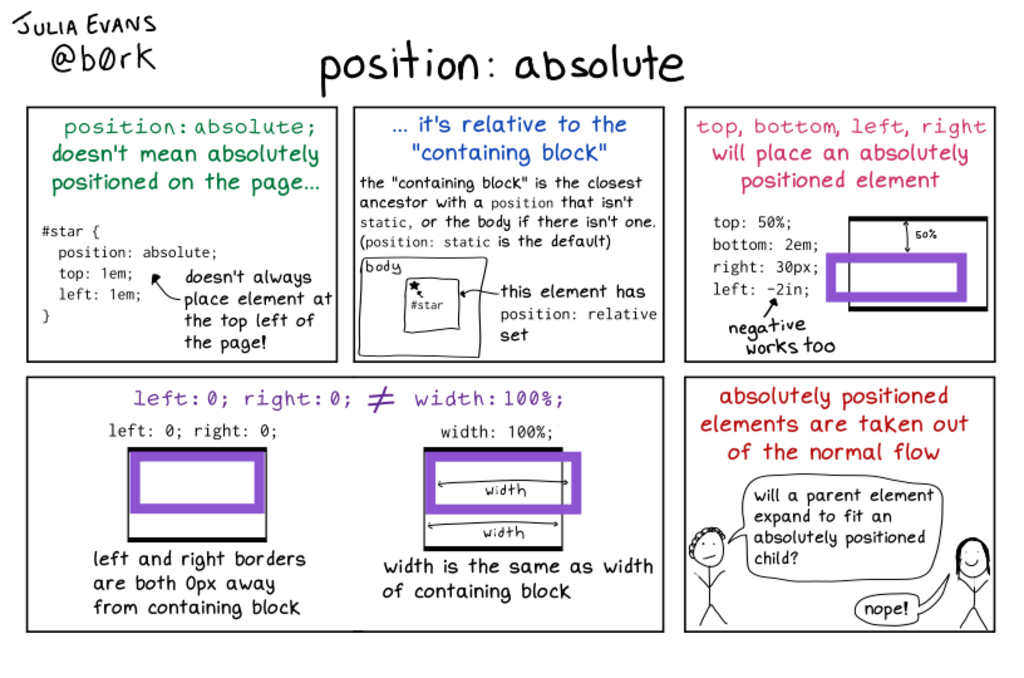 JULIA EVANS
@b0rk
position: absolute
position: absolute;
doesn't mean absolutely
positioned on the page...
#star {
position: absolute;
top: 1em;
left: 1em;
}
doesn't always
place element at
the top left of
the page!
... it's relative to the
"containing block"
the "containing block" is the closest
ancestor with a position that isn't
static, or the body if there isn't one.
(position: static is the default)
body
#star
this element has
position: relative
set
top, bottom, left, right
will place an absolutely
positioned element
top: 50%;
bottom: 2em;
right: 30px;
left: -2in;
negative
works too
50%
left: 0; right: 0; ≠ width: 100%;
left: 0; right: 0;
left and right borders
are both 0px away
from containing block
width: 100%;
width
width
width is the same as width
of containing block
absolutely positioned
elements are taken out
of the normal flow
will a parent element
expand to fit an
absolutely positioned
child?
nope!